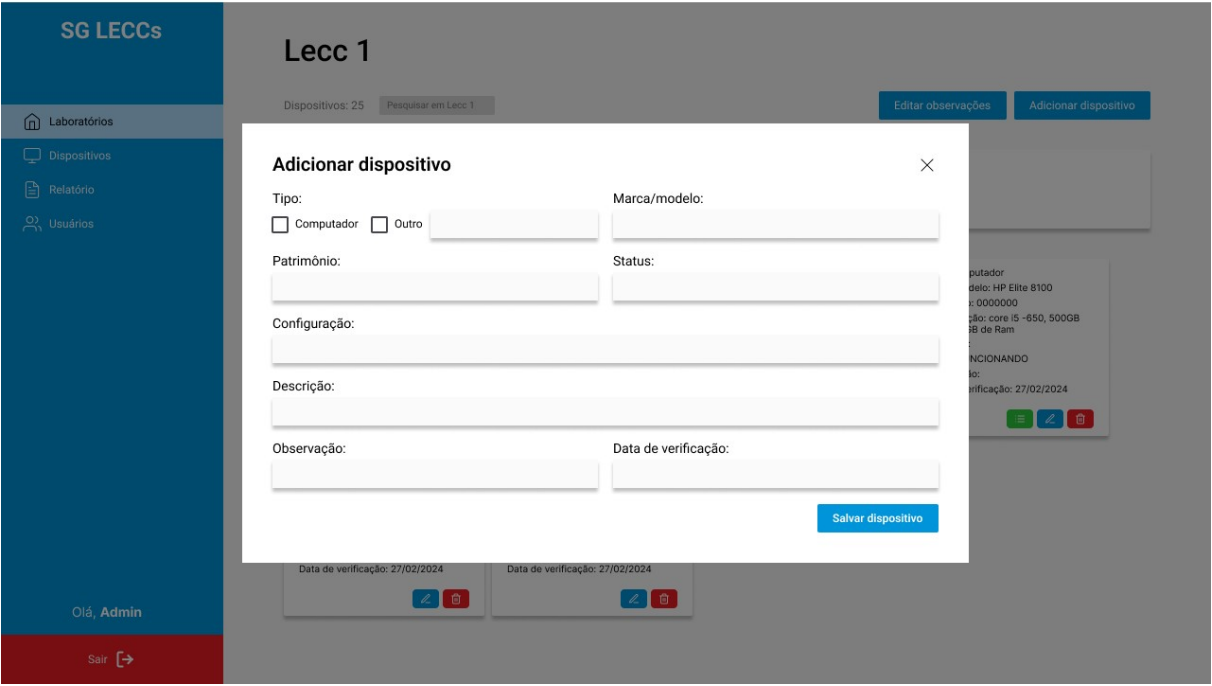 SG LECCs
Laboratórios
Dispositivos
Relatório
Usuários
Olá, Admin
Sair
Lecc 1
Dispositivos: 25
Pesquisar em Lecc 1
Editar observações
Adicionar dispositivo
Adicionar dispositivo
Tipo:
Computador
Outro
Marca/modelo:
Patrimônio:
Status:
Configuração:
Descrição:
Observação:
Data de verificação:
Salvar dispositivo
putador
delo: HP Elite 8100
: 0000000
ção: core i5 -650, 500GB
GB de Ram
:
NCIONANDO
ão:
erificação: 27/02/2024
Data de verificação: 27/02/2024
Data de verificação: 27/02/2024